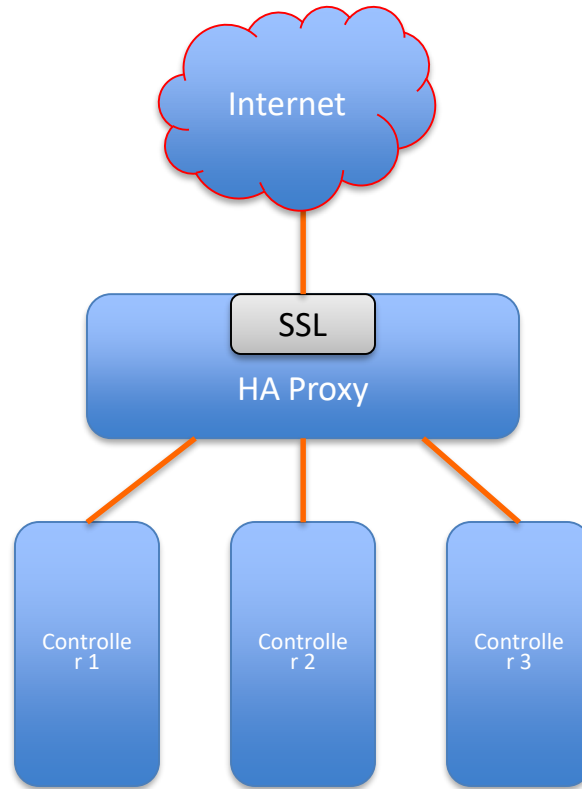 Internet
SSL
HA Proxy
Controlle
r 1
Controlle
r 2
Controlle
r 3